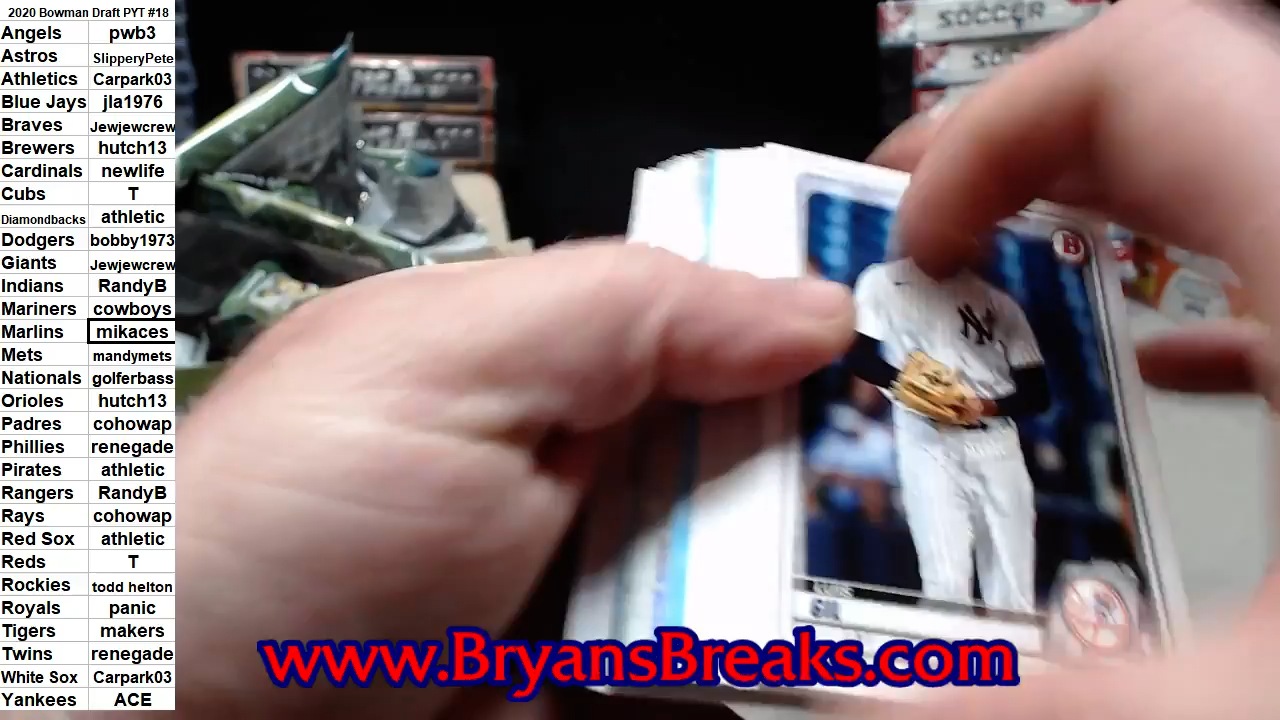 2020 Bowman Draft PYT #18
Angels pwb3
Astros SlipperyPete
Athletics Carpark03
Blue Jays jla1976
Braves Jewjewcrew
Brewers hutch13
Cardinals newlife
Cubs T
Diamondbacks athletic
Dodgers bobby1973
Giants Jewjewcrew
Indians RandyB
Mariners cowboys
Marlins mikaces
Mets mandymets
Nationals golferbass
Orioles hutch13
Padres cohowap
Phillies renegade
Pirates athletic
Rangers RandyB
Rays cohowap
Red Sox athletic
Reds T
Rockies todd helton
Royals panic
Tigers makers
Twins renegade
White Sox Carpark03
Yankees ACE
SOCCER
B
NY
GIL
www.BryansBreaks.com